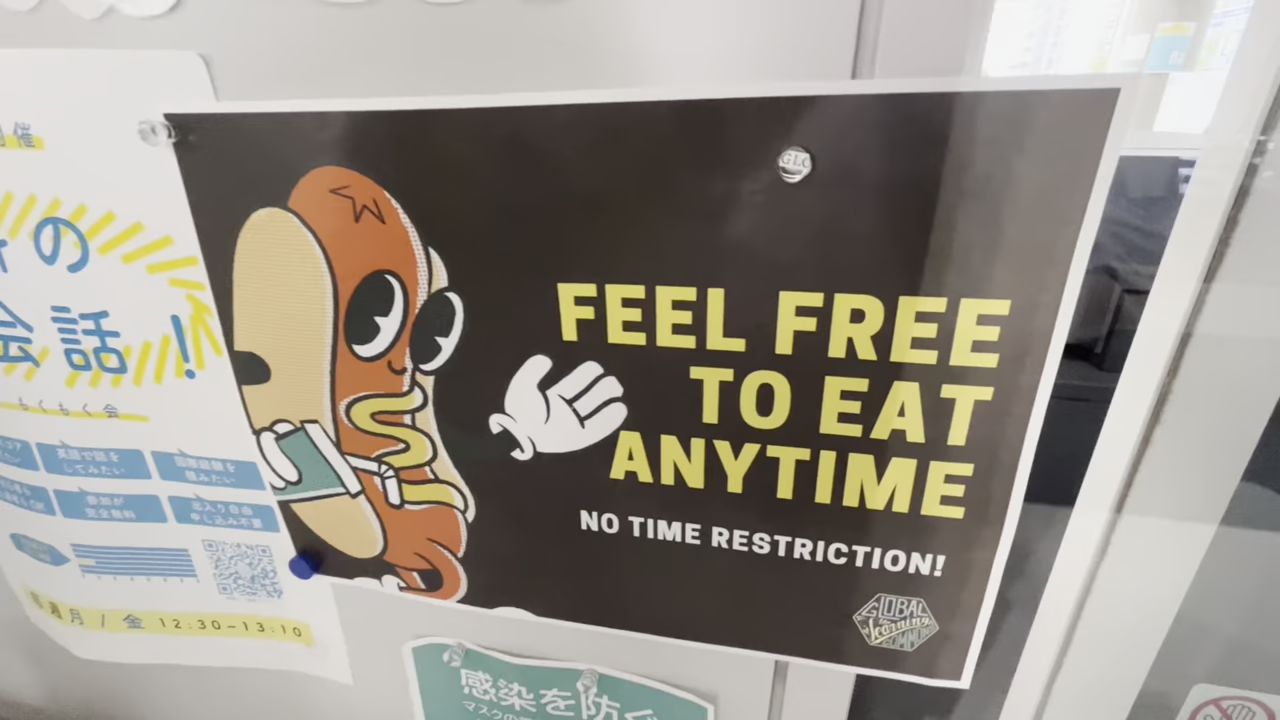 開催
の
会話！
もくもく会
英語で話を
してみたい
国際経験を
積みたい
参加が
完全無料
出入り自由
申し込み不要
月 / 金 12:30-13:10
GLO
FEEL FREE
TO EAT
ANYTIME
NO TIME RESTRICTION!
GLOBAL
Learning
COMMONS
感染を防ぐ